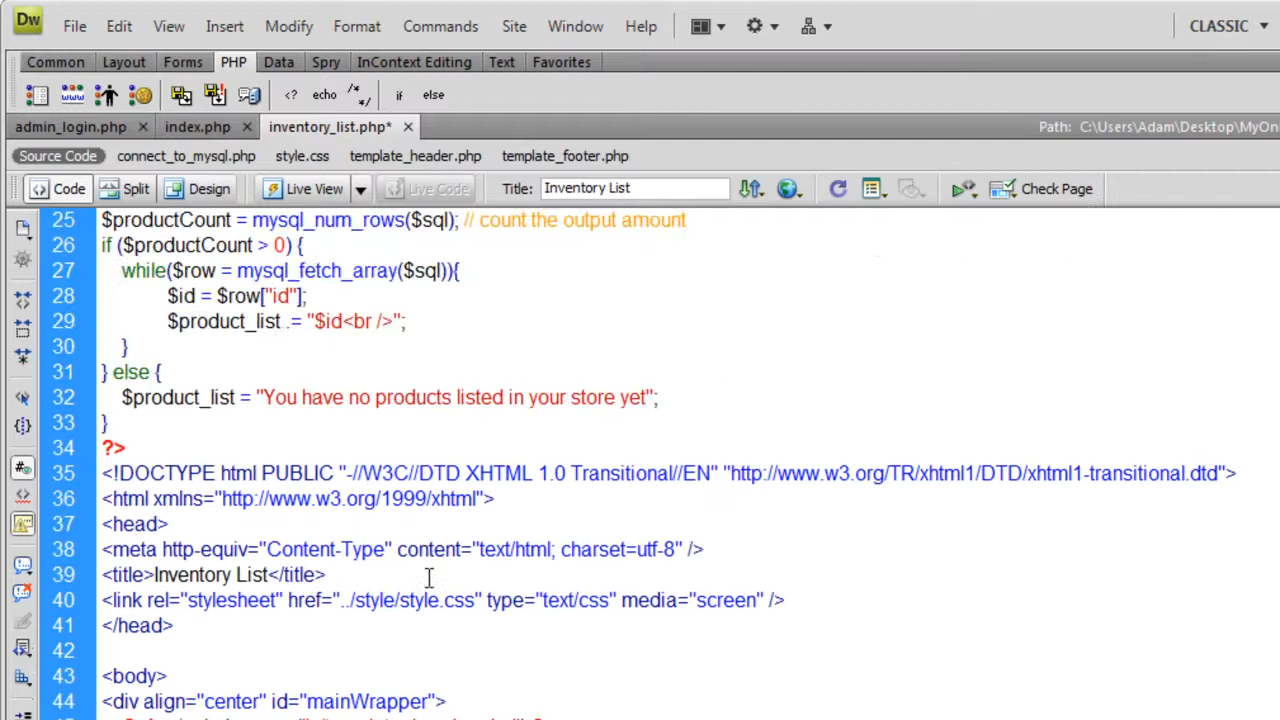 Dw File Edit View Insert Modify Format Commands Site Window Help CLASSIC
Common Layout Forms PHP Data Spry InContext Editing Text Favorites
<? echo /* */ if else
admin_login.php index.php inventory_list.php* Path: C:\Users\Adam\Desktop\MyOn
Source Code connect_to_mysql.php style.css template_header.php template_footer.php
Code Split Design Live View Live Code Title: Inventory List Check Page
25 $productCount = mysql_num_rows($sql); // count the output amount
26 if ($productCount > 0) {
27 while($row = mysql_fetch_array($sql)){
28 $id = $row["id"];
29 $product_list .= "$id<br />";
30 }
31 } else {
32 $product_list = "You have no products listed in your store yet";
33 }
34 ?>
35 <!DOCTYPE html PUBLIC "-//W3C//DTD XHTML 1.0 Transitional//EN" "http://www.w3.org/TR/xhtml1/DTD/xhtml1-transitional.dtd">
36 <html xmlns="http://www.w3.org/1999/xhtml">
37 <head>
38 <meta http-equiv="Content-Type" content="text/html; charset=utf-8" />
39 <title>Inventory List</title>
40 <link rel="stylesheet" href="../style/style.css" type="text/css" media="screen" />
41 </head>
42
43 <body>
44 <div align="center" id="mainWrapper">